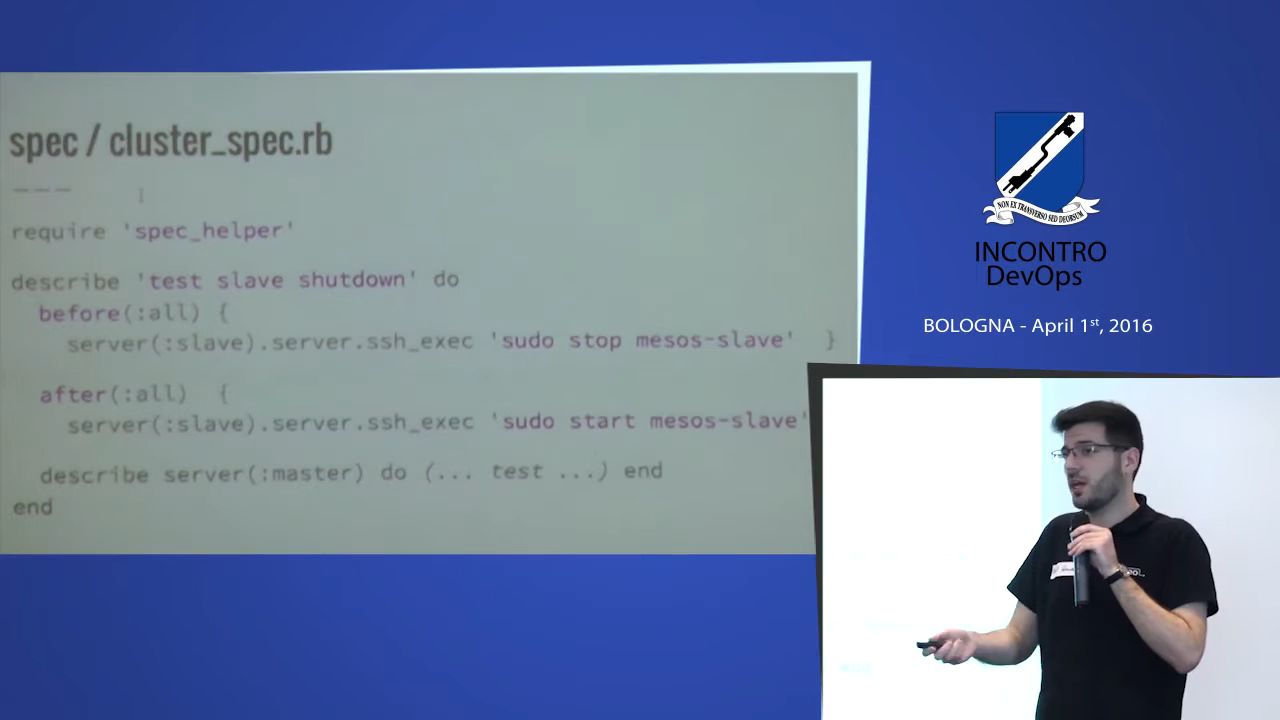 spec / cluster_spec.rb
---
require 'spec_helper'
describe 'test slave shutdown' do
before(:all) {
server(:slave).server.ssh_exec 'sudo stop mesos-slave' }
after(:all) {
server(:slave).server.ssh_exec 'sudo start mesos-slave'
describe server(:master) do (... test ...) end
end
NON EX TRANSVERSO SED DEORSUM
INCONTRO
DevOps
BOLOGNA - April 1st, 2016